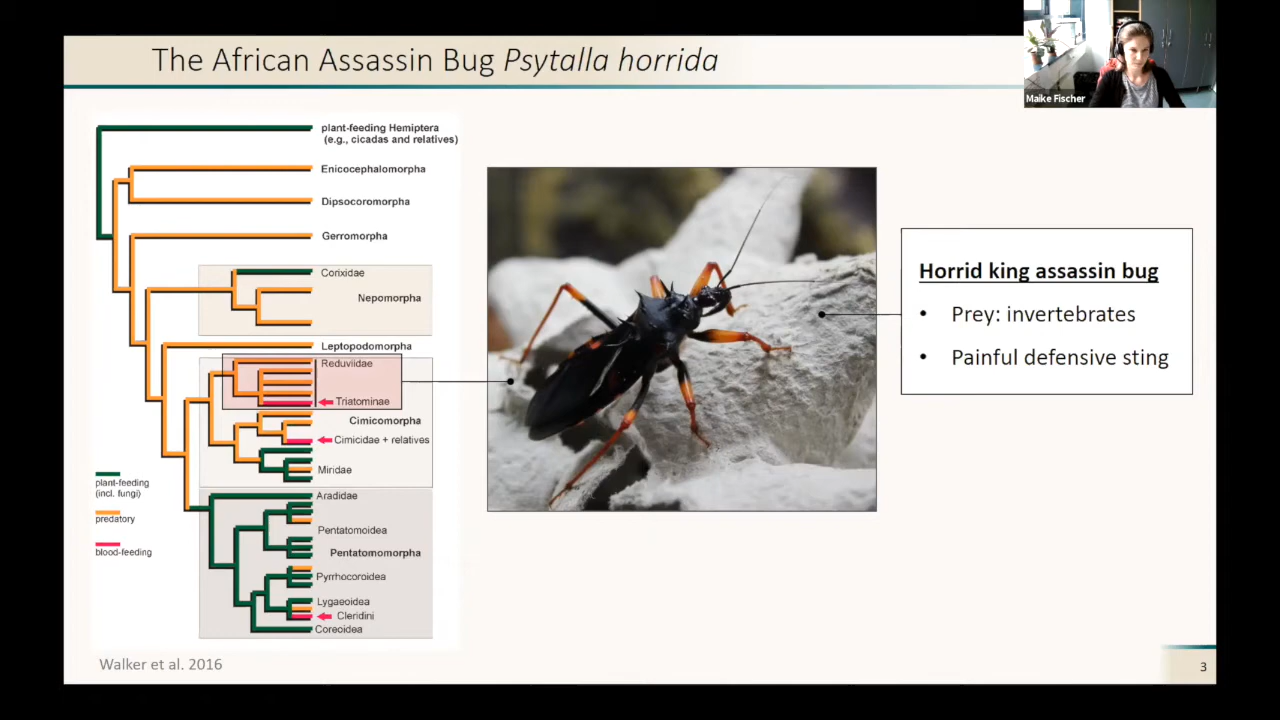 The African Assassin Bug Psytalla horrida
Maike Fischer
plant-feeding Hemiptera
(e.g., cicadas and relatives)
Enicocephalomorpha
Dipsocoromorpha
Gerromorpha
Corixidae
Nepomorpha
Leptopodomorpha
Reduviidae
Triatominae
Cimicomorpha
Cimicidae + relatives
Miridae
Aradidae
Pentatomoidea
Pentatomomorpha
Pyrrhocoroidea
Lygaeoidea
Cleridini
Coreoidea
plant-feeding
(incl. fungi)
predatory
blood-feeding
Horrid king assassin bug
• Prey: invertebrates
• Painful defensive sting
Walker et al. 2016
3